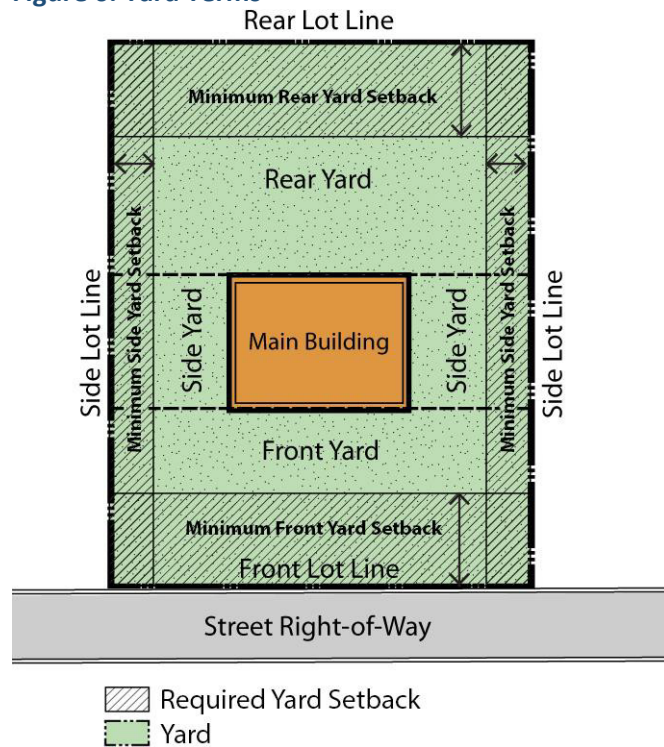 Figure 8: Yard Terms
Rear Lot Line
Minimum Rear Yard Setback
Rear Yard
Side Lot Line
Minimum Side Yard Setback
Side Yard
Main Building
Side Yard
Minimum Side Yard Setback
Side Lot Line
Front Yard
Minimum Front Yard Setback
Front Lot Line
Street Right-of-Way
Required Yard Setback
Yard